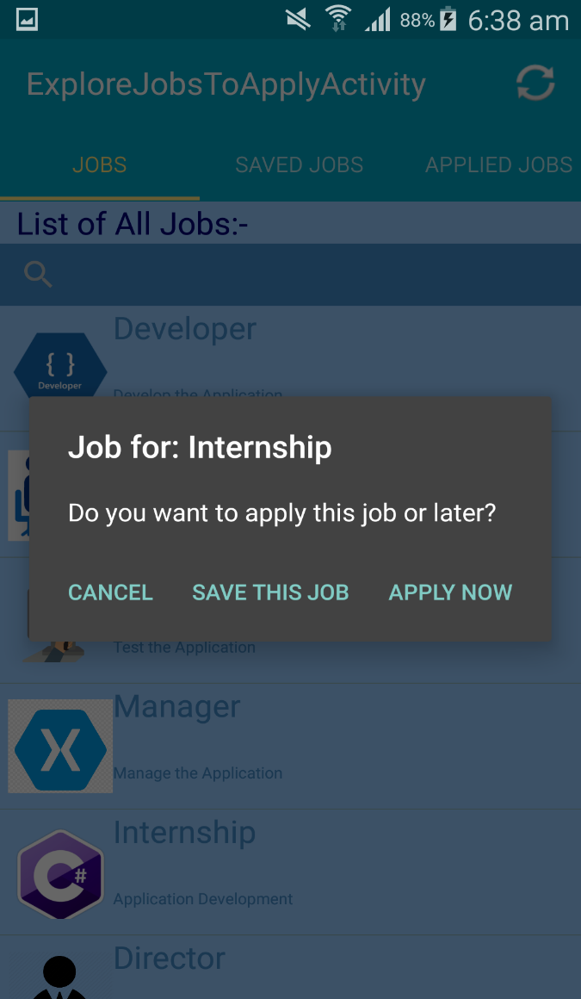 88% 6:38 am
ExploreJobsToApplyActivity
JOBS SAVED JOBS APPLIED JOBS
List of All Jobs:-
Developer
{ }
Developer
Develop the Application
Job for: Internship
Do you want to apply this job or later?
CANCEL SAVE THIS JOB APPLY NOW
Test the Application
Manager
X
Manage the Application
Internship
C#
Application Development
Director